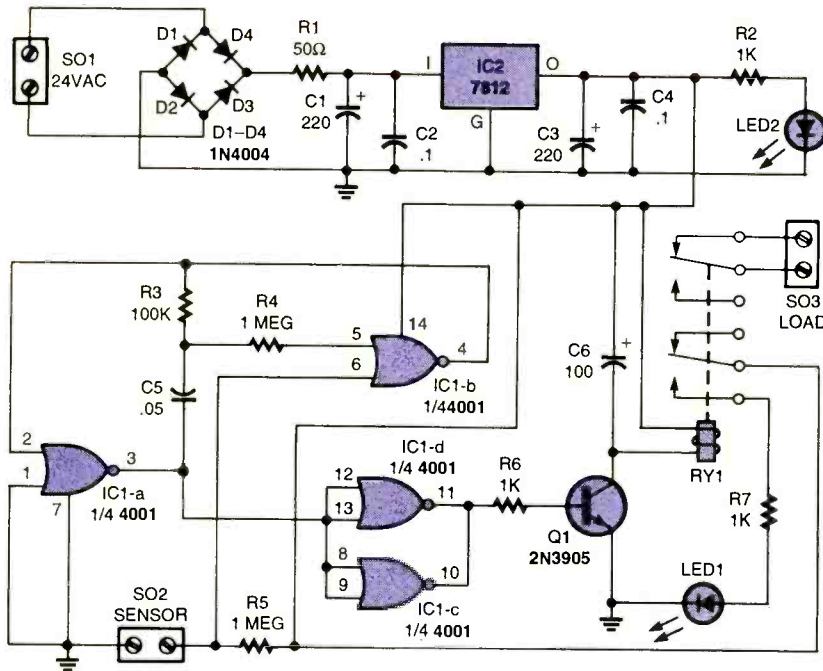 SO1
24VAC
D1
D4
D2
D3
D1–D4
1N4004
R1
50Ω
C1
220
+
C2
.1
I
IC2
7812
O
G
C3
220
+
C4
.1
R2
1K
LED2
R3
100K
R4
1 MEG
5
6
14
4
IC1-b
1/44001
C5
.05
2
1
3
7
IC1-a
1/4 4001
IC1-d
1/4 4001
12
13
11
8
9
10
IC1-c
1/4 4001
R6
1K
C6
100
+
Q1
2N3905
SO3
LOAD
RY1
R7
1K
LED1
SO2
SENSOR
R5
1 MEG